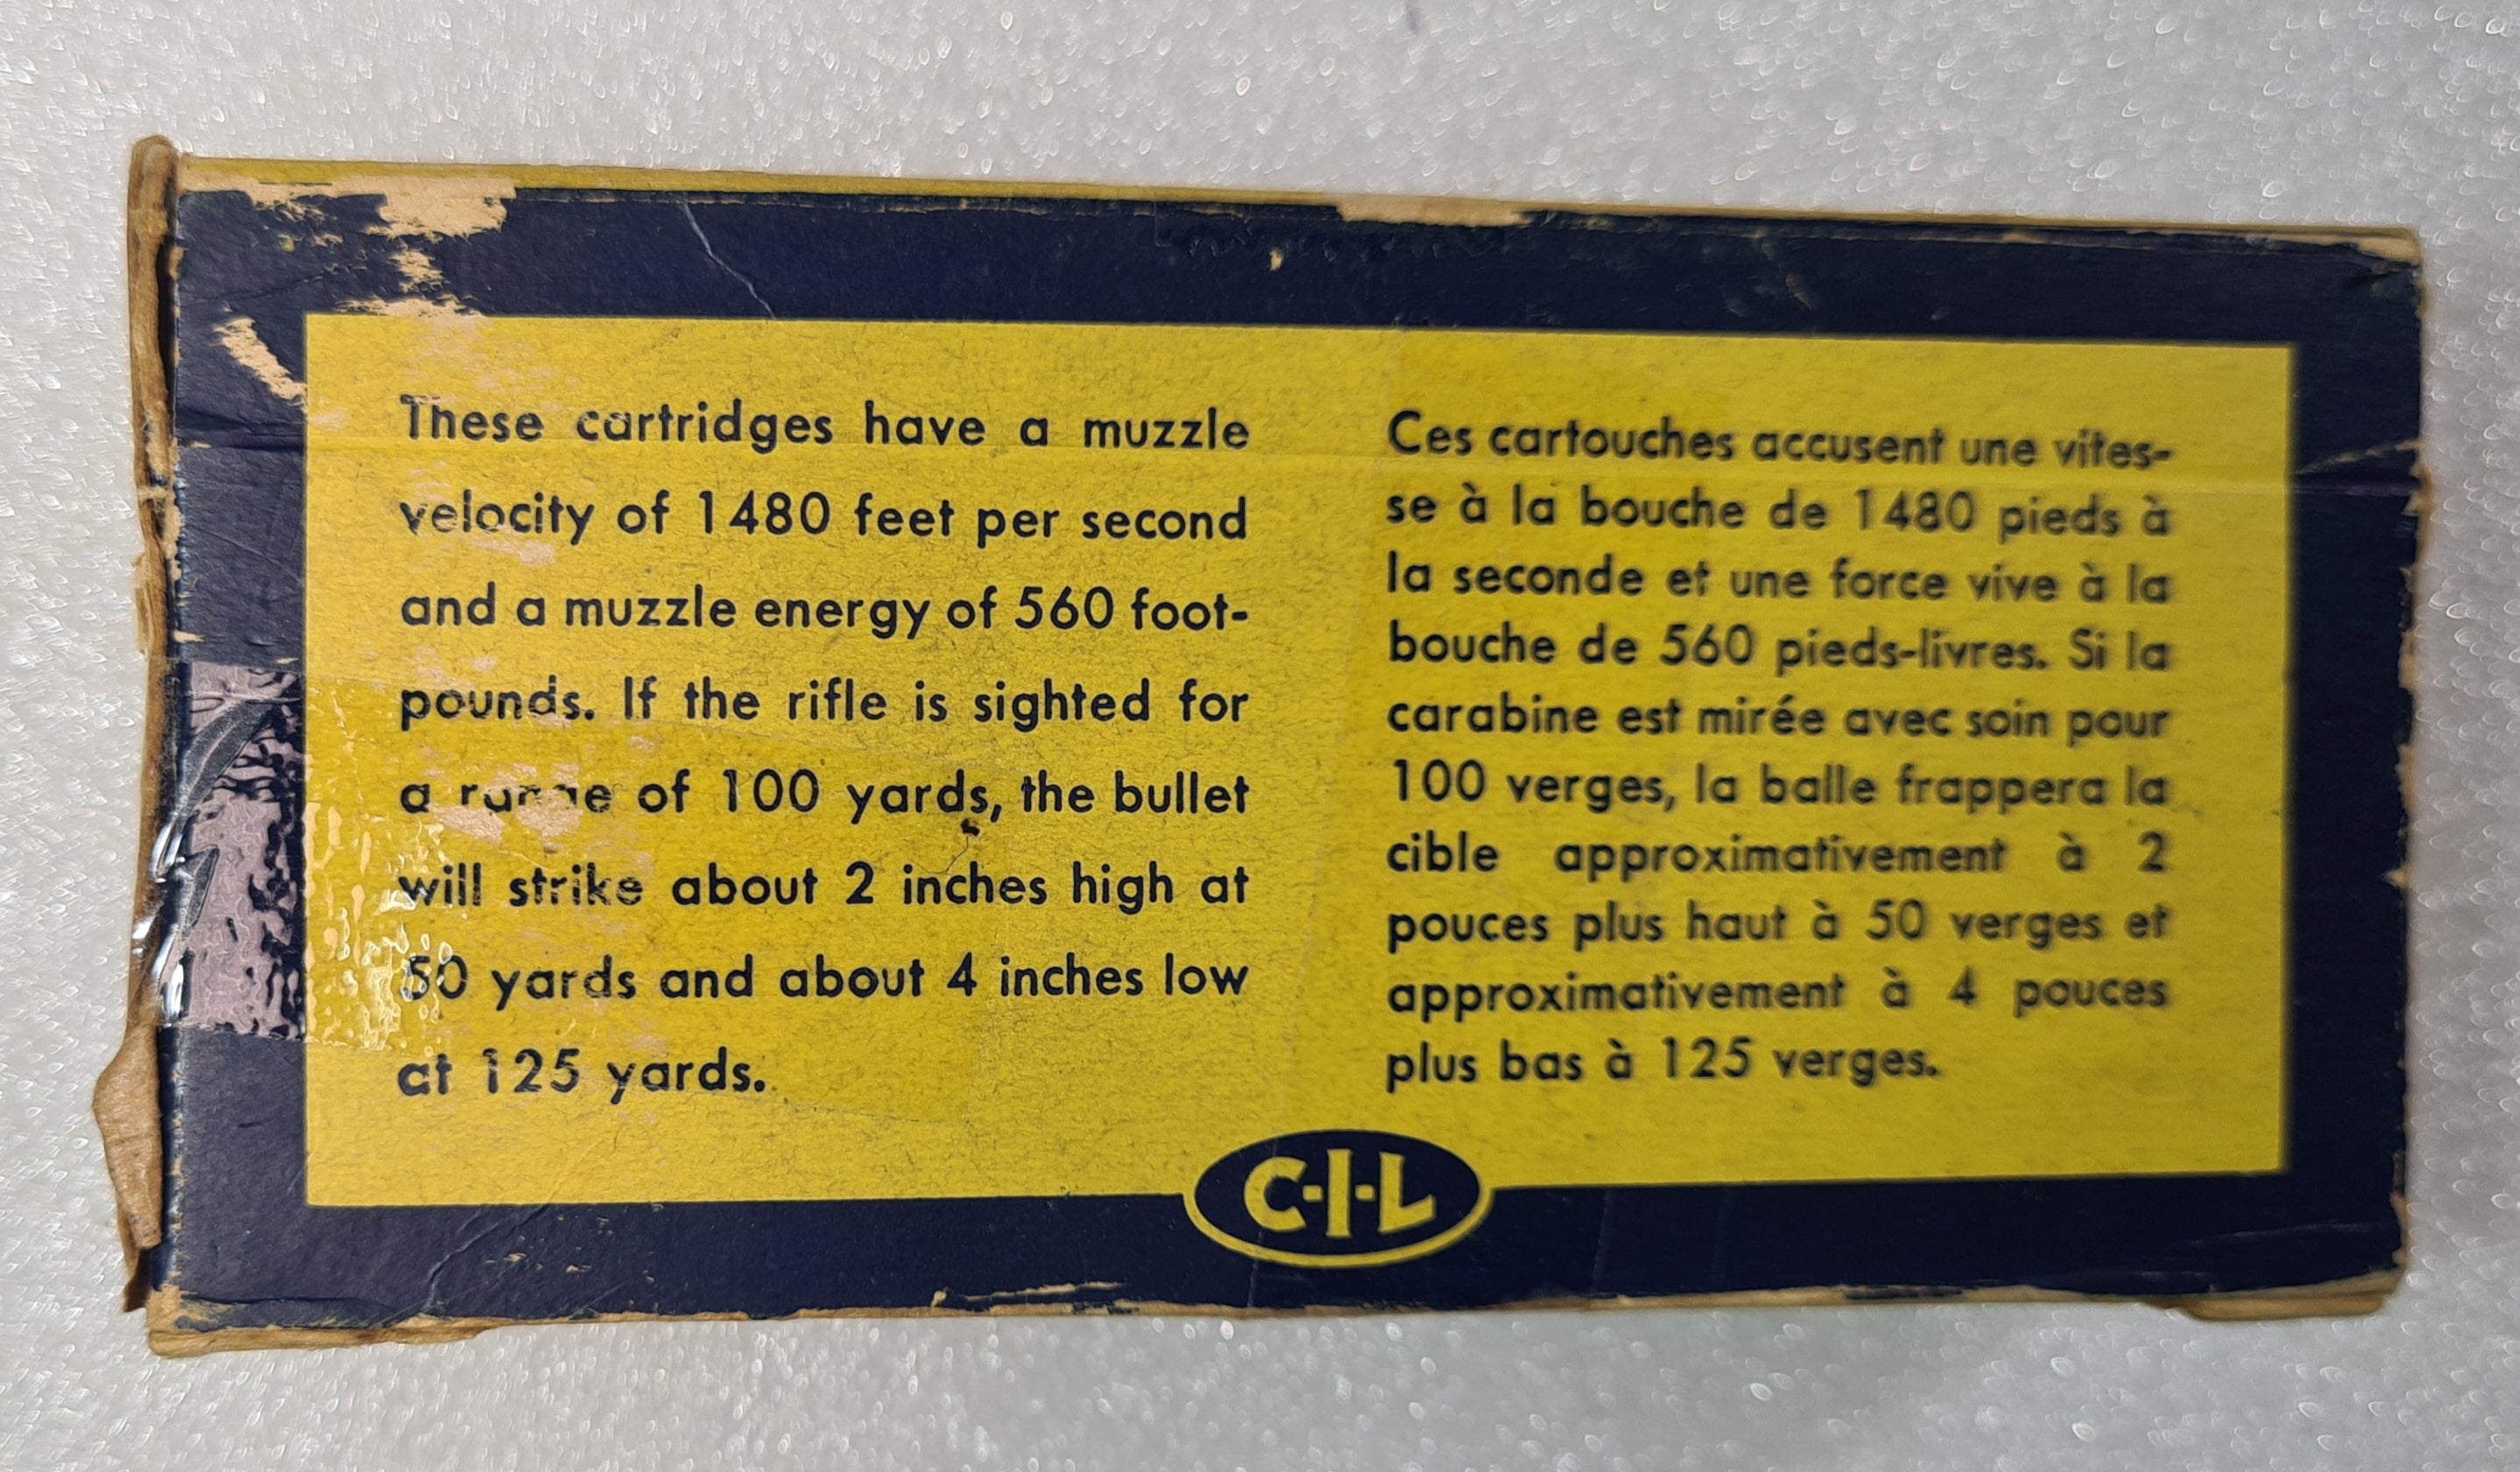 These cartridges have a muzzle
velocity of 1480 feet per second
and a muzzle energy of 560 foot-
pounds. If the rifle is sighted for
a range of 100 yards, the bullet
will strike about 2 inches high at
50 yards and about 4 inches low
at 125 yards.
Ces cartouches accusent une vites-
se à la bouche de 1480 pieds à
la seconde et une force vive à la
bouche de 560 pieds-livres. Si la
carabine est mirée avec soin pour
100 verges, la balle frappera la
cible approximativement à 2
pouces plus haut à 50 verges et
approximativement à 4 pouces
plus bas à 125 verges.
C-I-L